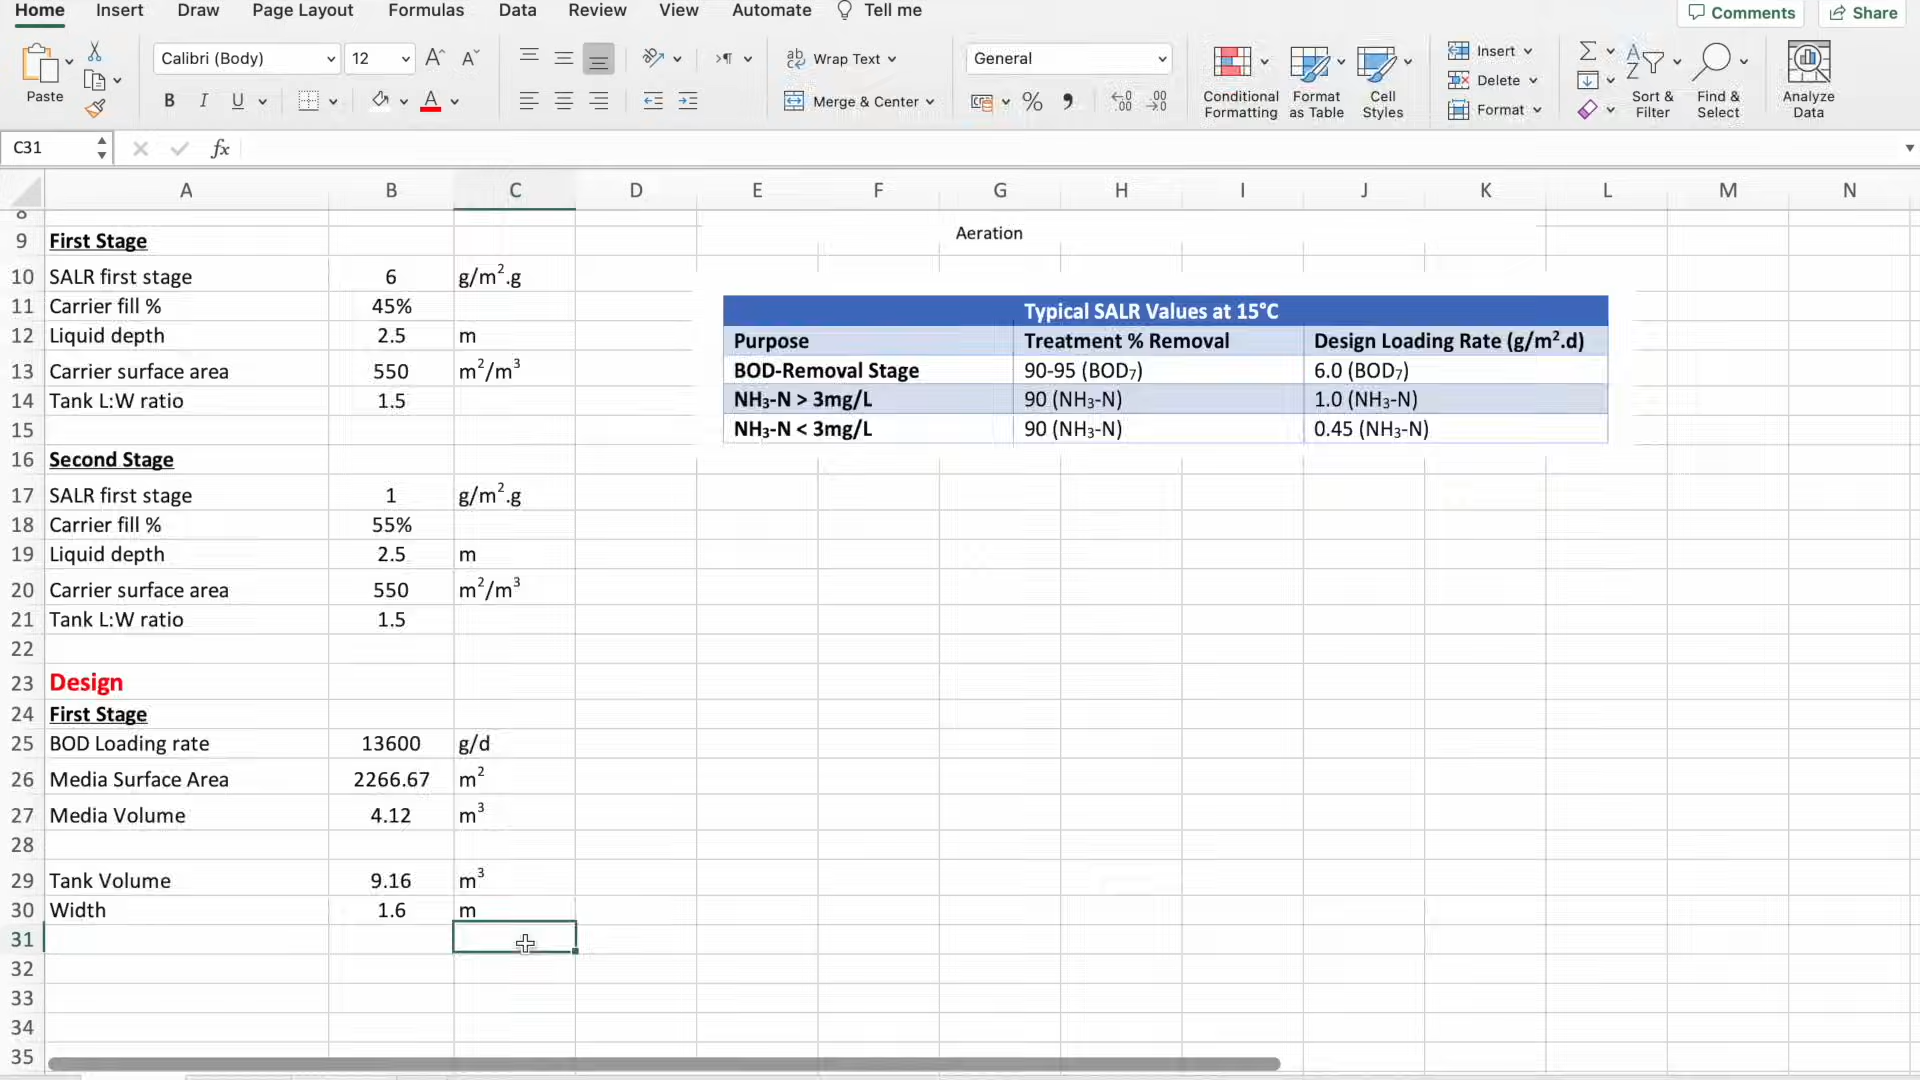 Home Insert Draw Page Layout Formulas Data Review View Automate Tell me Comments Share
Calibri (Body) 12 Wrap Text General Insert
Paste B I U Merge & Center % Conditional Formatting Format as Table Cell Styles Delete Format Sort & Filter Find & Select Analyze Data
C31 fx
A B C D E F G H I J K L M N
8
9 First Stage Aeration
10 SALR first stage 6 g/m².g
11 Carrier fill % 45%
12 Liquid depth 2.5 m
13 Carrier surface area 550 m²/m³
14 Tank L:W ratio 1.5
15
16 Second Stage
17 SALR first stage 1 g/m².g
18 Carrier fill % 55%
19 Liquid depth 2.5 m
20 Carrier surface area 550 m²/m³
21 Tank L:W ratio 1.5
22
23 Design
24 First Stage
25 BOD Loading rate 13600 g/d
26 Media Surface Area 2266.67 m²
27 Media Volume 4.12 m³
28
29 Tank Volume 9.16 m³
30 Width 1.6 m
31
32
33
34
35
Typical SALR Values at 15°C
Purpose Treatment % Removal Design Loading Rate (g/m².d)
BOD-Removal Stage 90-95 (BOD₇) 6.0 (BOD₇)
NH₃-N > 3mg/L 90 (NH₃-N) 1.0 (NH₃-N)
NH₃-N < 3mg/L 90 (NH₃-N) 0.45 (NH₃-N)